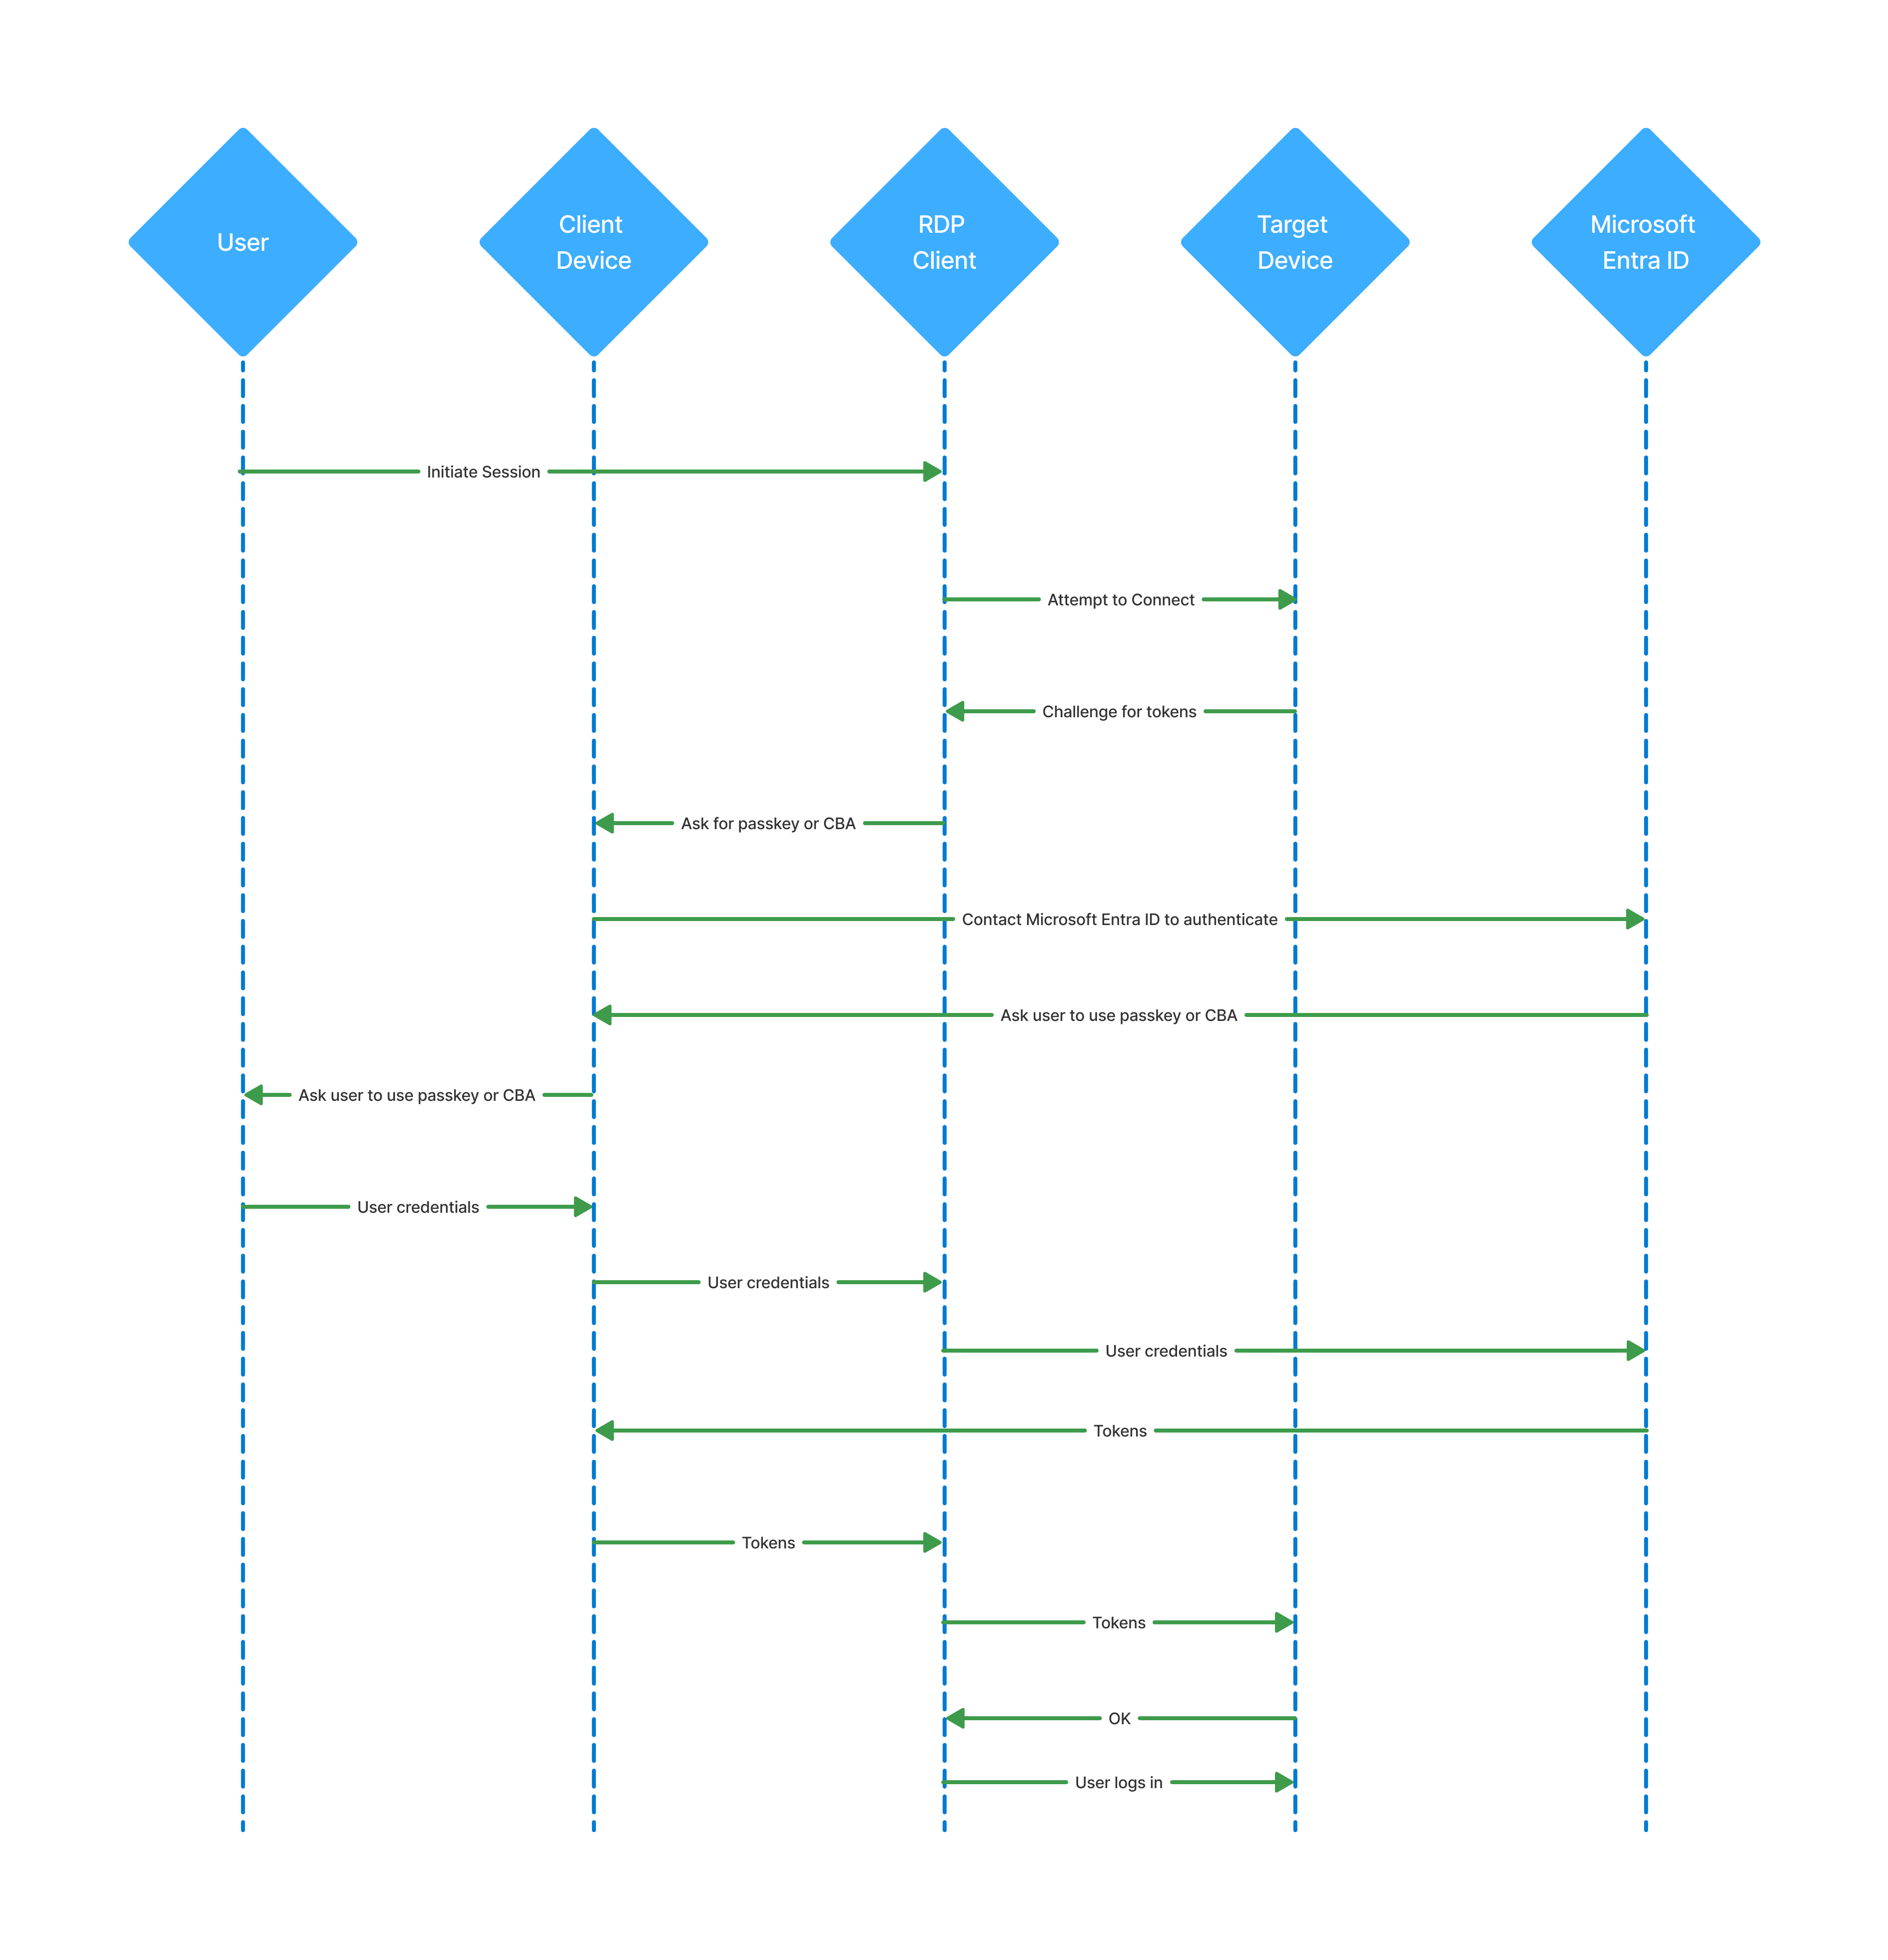 User
Client
Device
RDP
Client
Target
Device
Microsoft
Entra ID
Initiate Session
Attempt to Connect
Challenge for tokens
Ask for passkey or CBA
Contact Microsoft Entra ID to authenticate
Ask user to use passkey or CBA
Ask user to use passkey or CBA
User credentials
User credentials
User credentials
Tokens
Tokens
Tokens
OK
User logs in